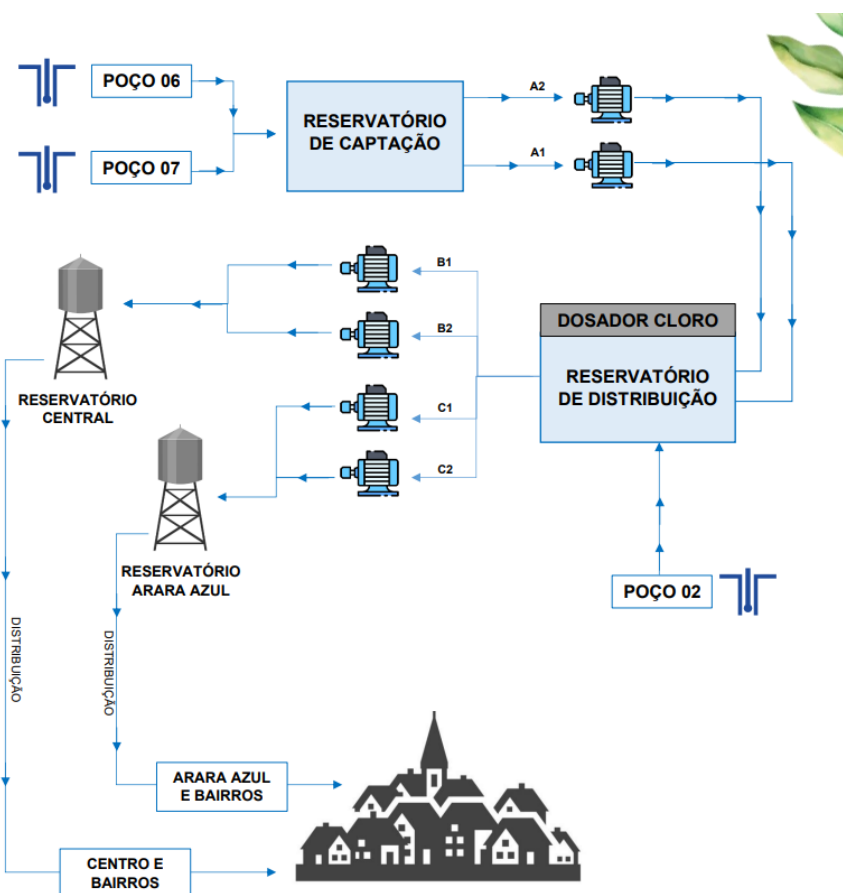 POÇO 06
POÇO 07
RESERVATÓRIO
DE CAPTAÇÃO
A2
A1
B1
B2
C1
C2
DOSADOR CLORO
RESERVATÓRIO
DE DISTRIBUIÇÃO
RESERVATÓRIO
CENTRAL
RESERVATÓRIO
ARARA AZUL
POÇO 02
DISTRIBUIÇÃO
DISTRIBUIÇÃO
ARARA AZUL
E BAIRROS
CENTRO E
BAIRROS